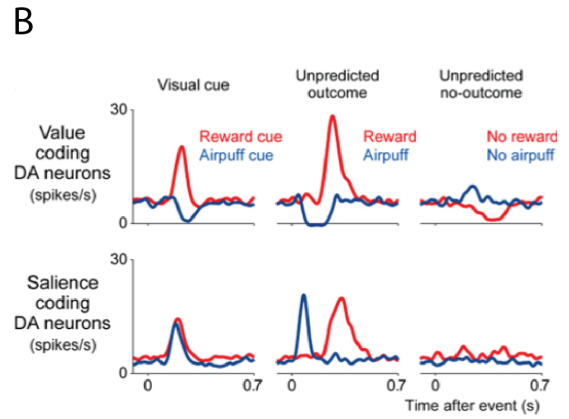 B
Visual cue
Unpredicted
outcome
Unpredicted
no-outcome
Value
coding
DA neurons
(spikes/s)
30
0
Reward cue
Airpuff cue
Reward
Airpuff
No reward
No airpuff
Salience
coding
DA neurons
(spikes/s)
30
0
0 0.7
0 0.7
0 0.7
Time after event (s)